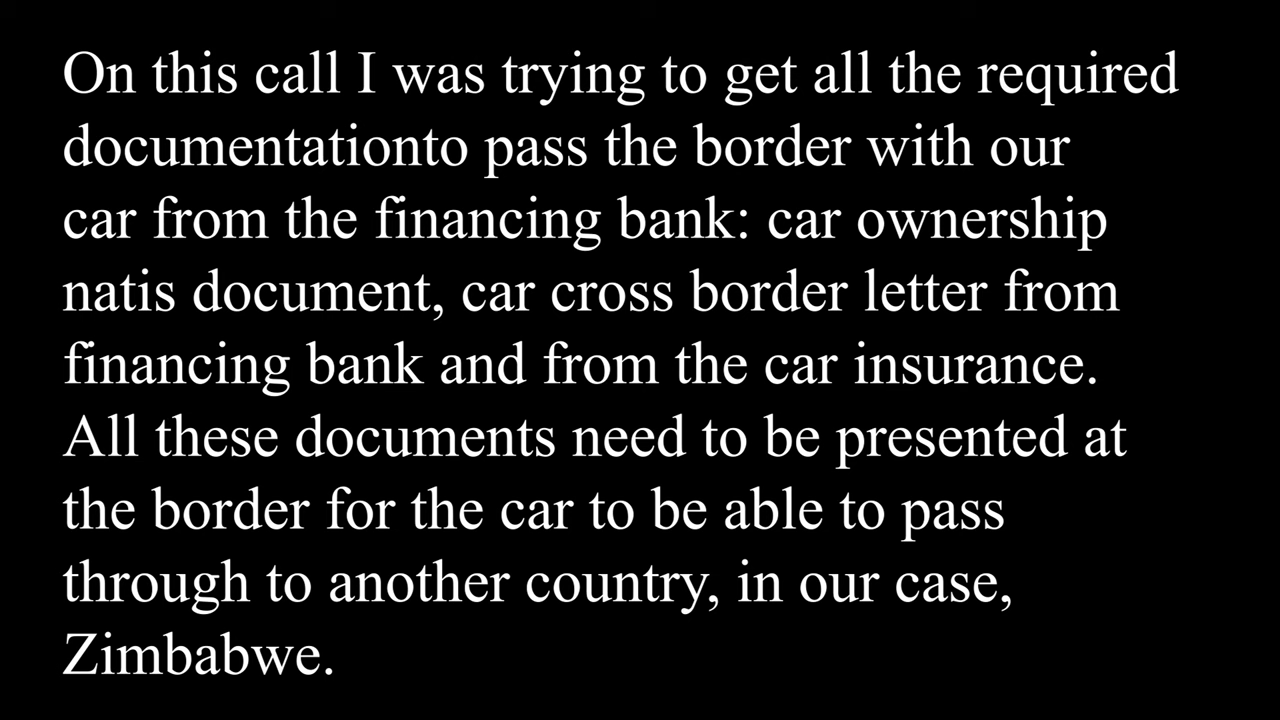 On this call I was trying to get all the required
documentationto pass the border with our
car from the financing bank: car ownership
natis document, car cross border letter from
financing bank and from the car insurance.
All these documents need to be presented at
the border for the car to be able to pass
through to another country, in our case,
Zimbabwe.